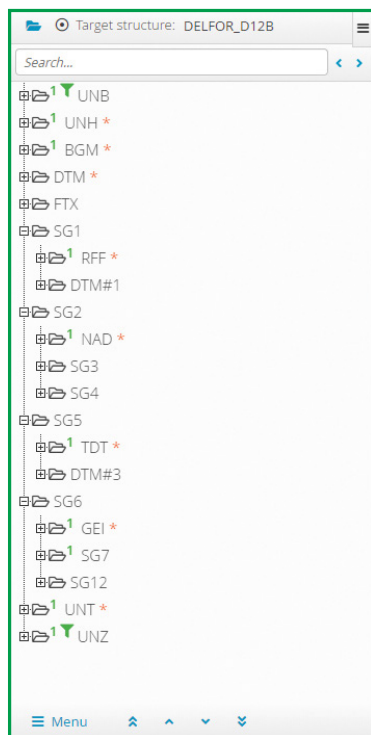 Target structure: DELFOR_D12B
Search...
1 UNB
1 UNH *
1 BGM *
DTM *
FTX
SG1
1 RFF *
DTM#1
SG2
1 NAD *
SG3
SG4
SG5
1 TDT *
DTM#3
SG6
1 GEI *
1 SG7
SG12
1 UNT *
1 UNZ
Menu